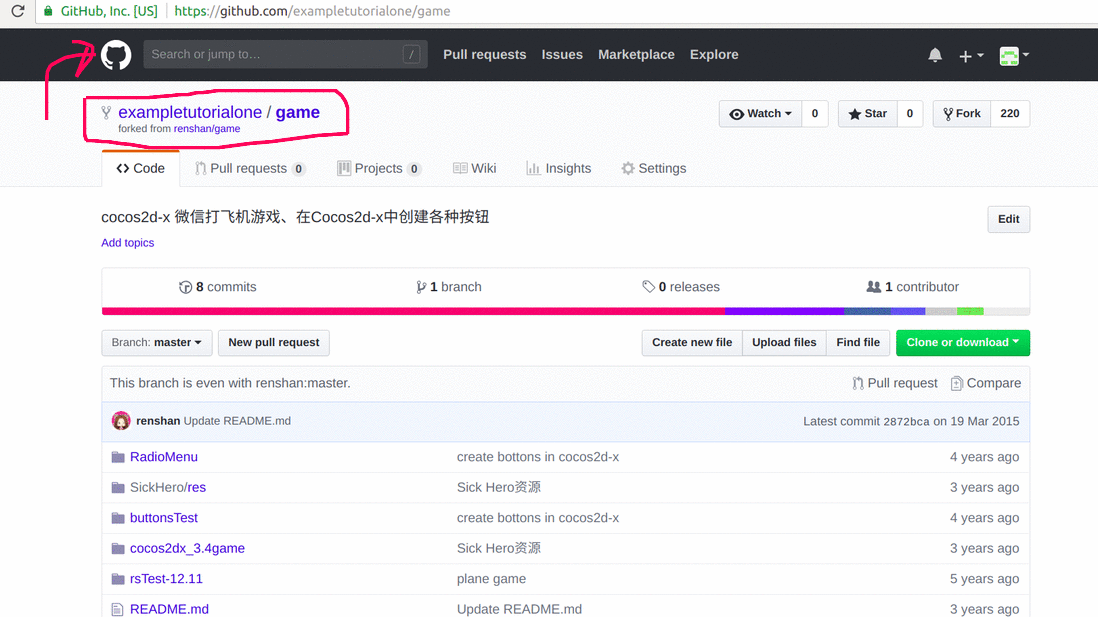 GitHub, Inc. [US] https://github.com/exampletutorialone/game
Search or jump to… / Pull requests Issues Marketplace Explore
exampletutorialone / game
forked from renshan/game
Watch 0 Star 0 Fork 220
Code Pull requests 0 Projects 0 Wiki Insights Settings
cocos2d-x 微信打飞机游戏、在Cocos2d-x中创建各种按钮
Edit
Add topics
8 commits 1 branch 0 releases 1 contributor
Branch: master New pull request Create new file Upload files Find file Clone or download
This branch is even with renshan:master. Pull request Compare
renshan Update README.md Latest commit 2872bca on 19 Mar 2015
RadioMenu create bottons in cocos2d-x 4 years ago
SickHero/res Sick Hero资源 3 years ago
buttonsTest create bottons in cocos2d-x 4 years ago
cocos2dx_3.4game Sick Hero资源 3 years ago
rsTest-12.11 plane game 5 years ago
README.md Update README.md 3 years ago